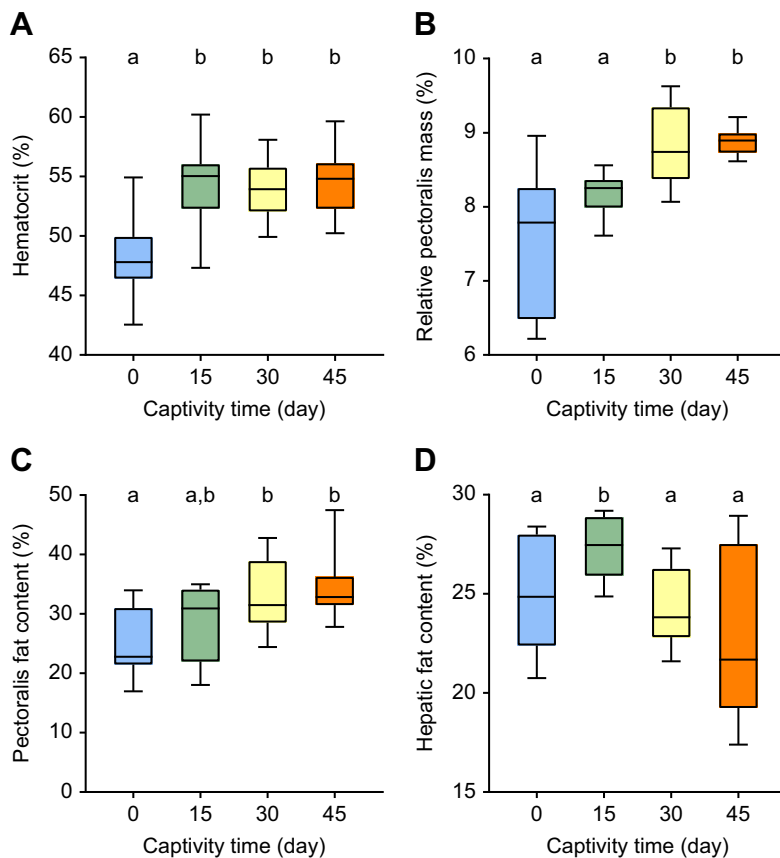 A
Hematocrit (%)
65
60
55
50
45
40
a b b b
0 15 30 45
Captivity time (day)
B
Relative pectoralis mass (%)
10
9
8
7
6
a a b b
0 15 30 45
Captivity time (day)
C
Pectoralis fat content (%)
50
40
30
20
10
0
a a,b b b
0 15 30 45
Captivity time (day)
D
Hepatic fat content (%)
30
25
20
15
a b a a
0 15 30 45
Captivity time (day)